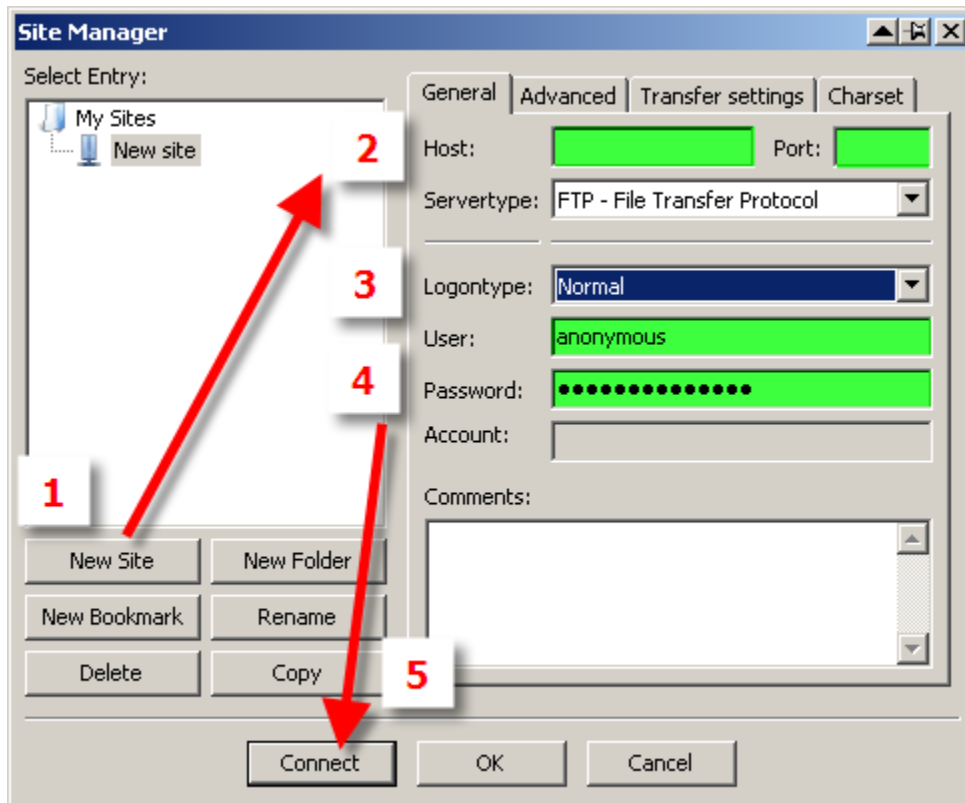 Site Manager
Select Entry:
My Sites
New site
1
New Site
New Folder
New Bookmark
Rename
Delete
Copy
General
Advanced
Transfer settings
Charset
2
Host:
Port:
Servertype:
FTP - File Transfer Protocol
3
Logontype:
Normal
User:
anonymous
4
Password:
●●●●●●●●●●●●●●
Account:
Comments:
5
Connect
OK
Cancel